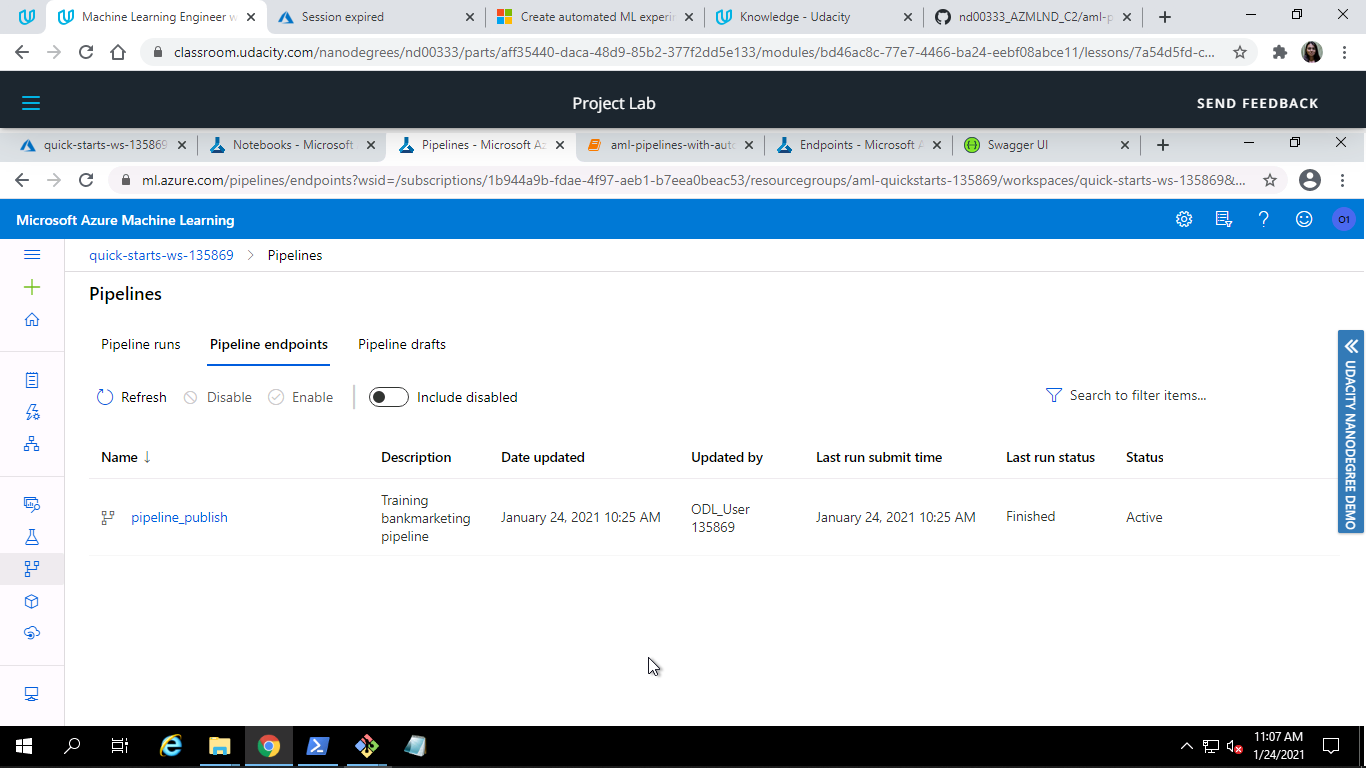 Machine Learning Engineer w
Session expired
Create automated ML experim
Knowledge - Udacity
nd00333_AZMLND_C2/aml-p
classroom.udacity.com/nanodegrees/nd00333/parts/aff35440-daca-48d9-85b2-377f2dd5e133/modules/bd46ac8c-77e7-4466-ba24-eebf08abce11/lessons/7a54d5fd-c...
Project Lab
SEND FEEDBACK
quick-starts-ws-135869
Notebooks - Microsoft
Pipelines - Microsoft Az
aml-pipelines-with-auto
Endpoints - Microsoft A
Swagger UI
ml.azure.com/pipelines/endpoints?wsid=/subscriptions/1b944a9b-fdae-4f97-aeb1-b7eea0beac53/resourcegroups/aml-quickstarts-135869/workspaces/quick-starts-ws-135869&...
Microsoft Azure Machine Learning
O1
quick-starts-ws-135869 > Pipelines
Pipelines
Pipeline runs
Pipeline endpoints
Pipeline drafts
Refresh
Disable
Enable
Include disabled
Search to filter items...
Name ↓
Description
Date updated
Updated by
Last run submit time
Last run status
Status
pipeline_publish
Training
bankmarketing
pipeline
January 24, 2021 10:25 AM
ODL_User
135869
January 24, 2021 10:25 AM
Finished
Active
UDACITY NANODEGREE DEMO
11:07 AM
1/24/2021